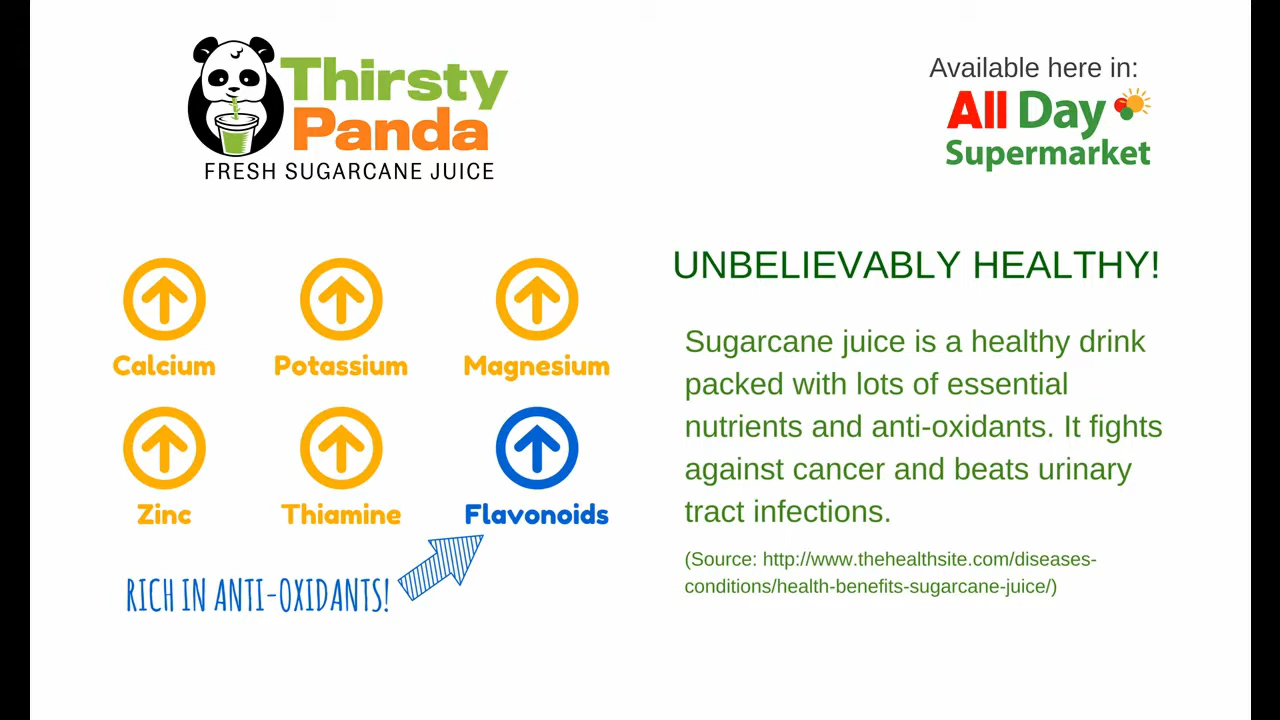 Thirsty
Panda
FRESH SUGARCANE JUICE
Available here in:
All Day
Supermarket
Calcium
Potassium
Magnesium
Zinc
Thiamine
Flavonoids
RICH IN ANTI-OXIDANTS!
UNBELIEVABLY HEALTHY!
Sugarcane juice is a healthy drink
packed with lots of essential
nutrients and anti-oxidants. It fights
against cancer and beats urinary
tract infections.
(Source: http://www.thehealthsite.com/diseases-
conditions/health-benefits-sugarcane-juice/)